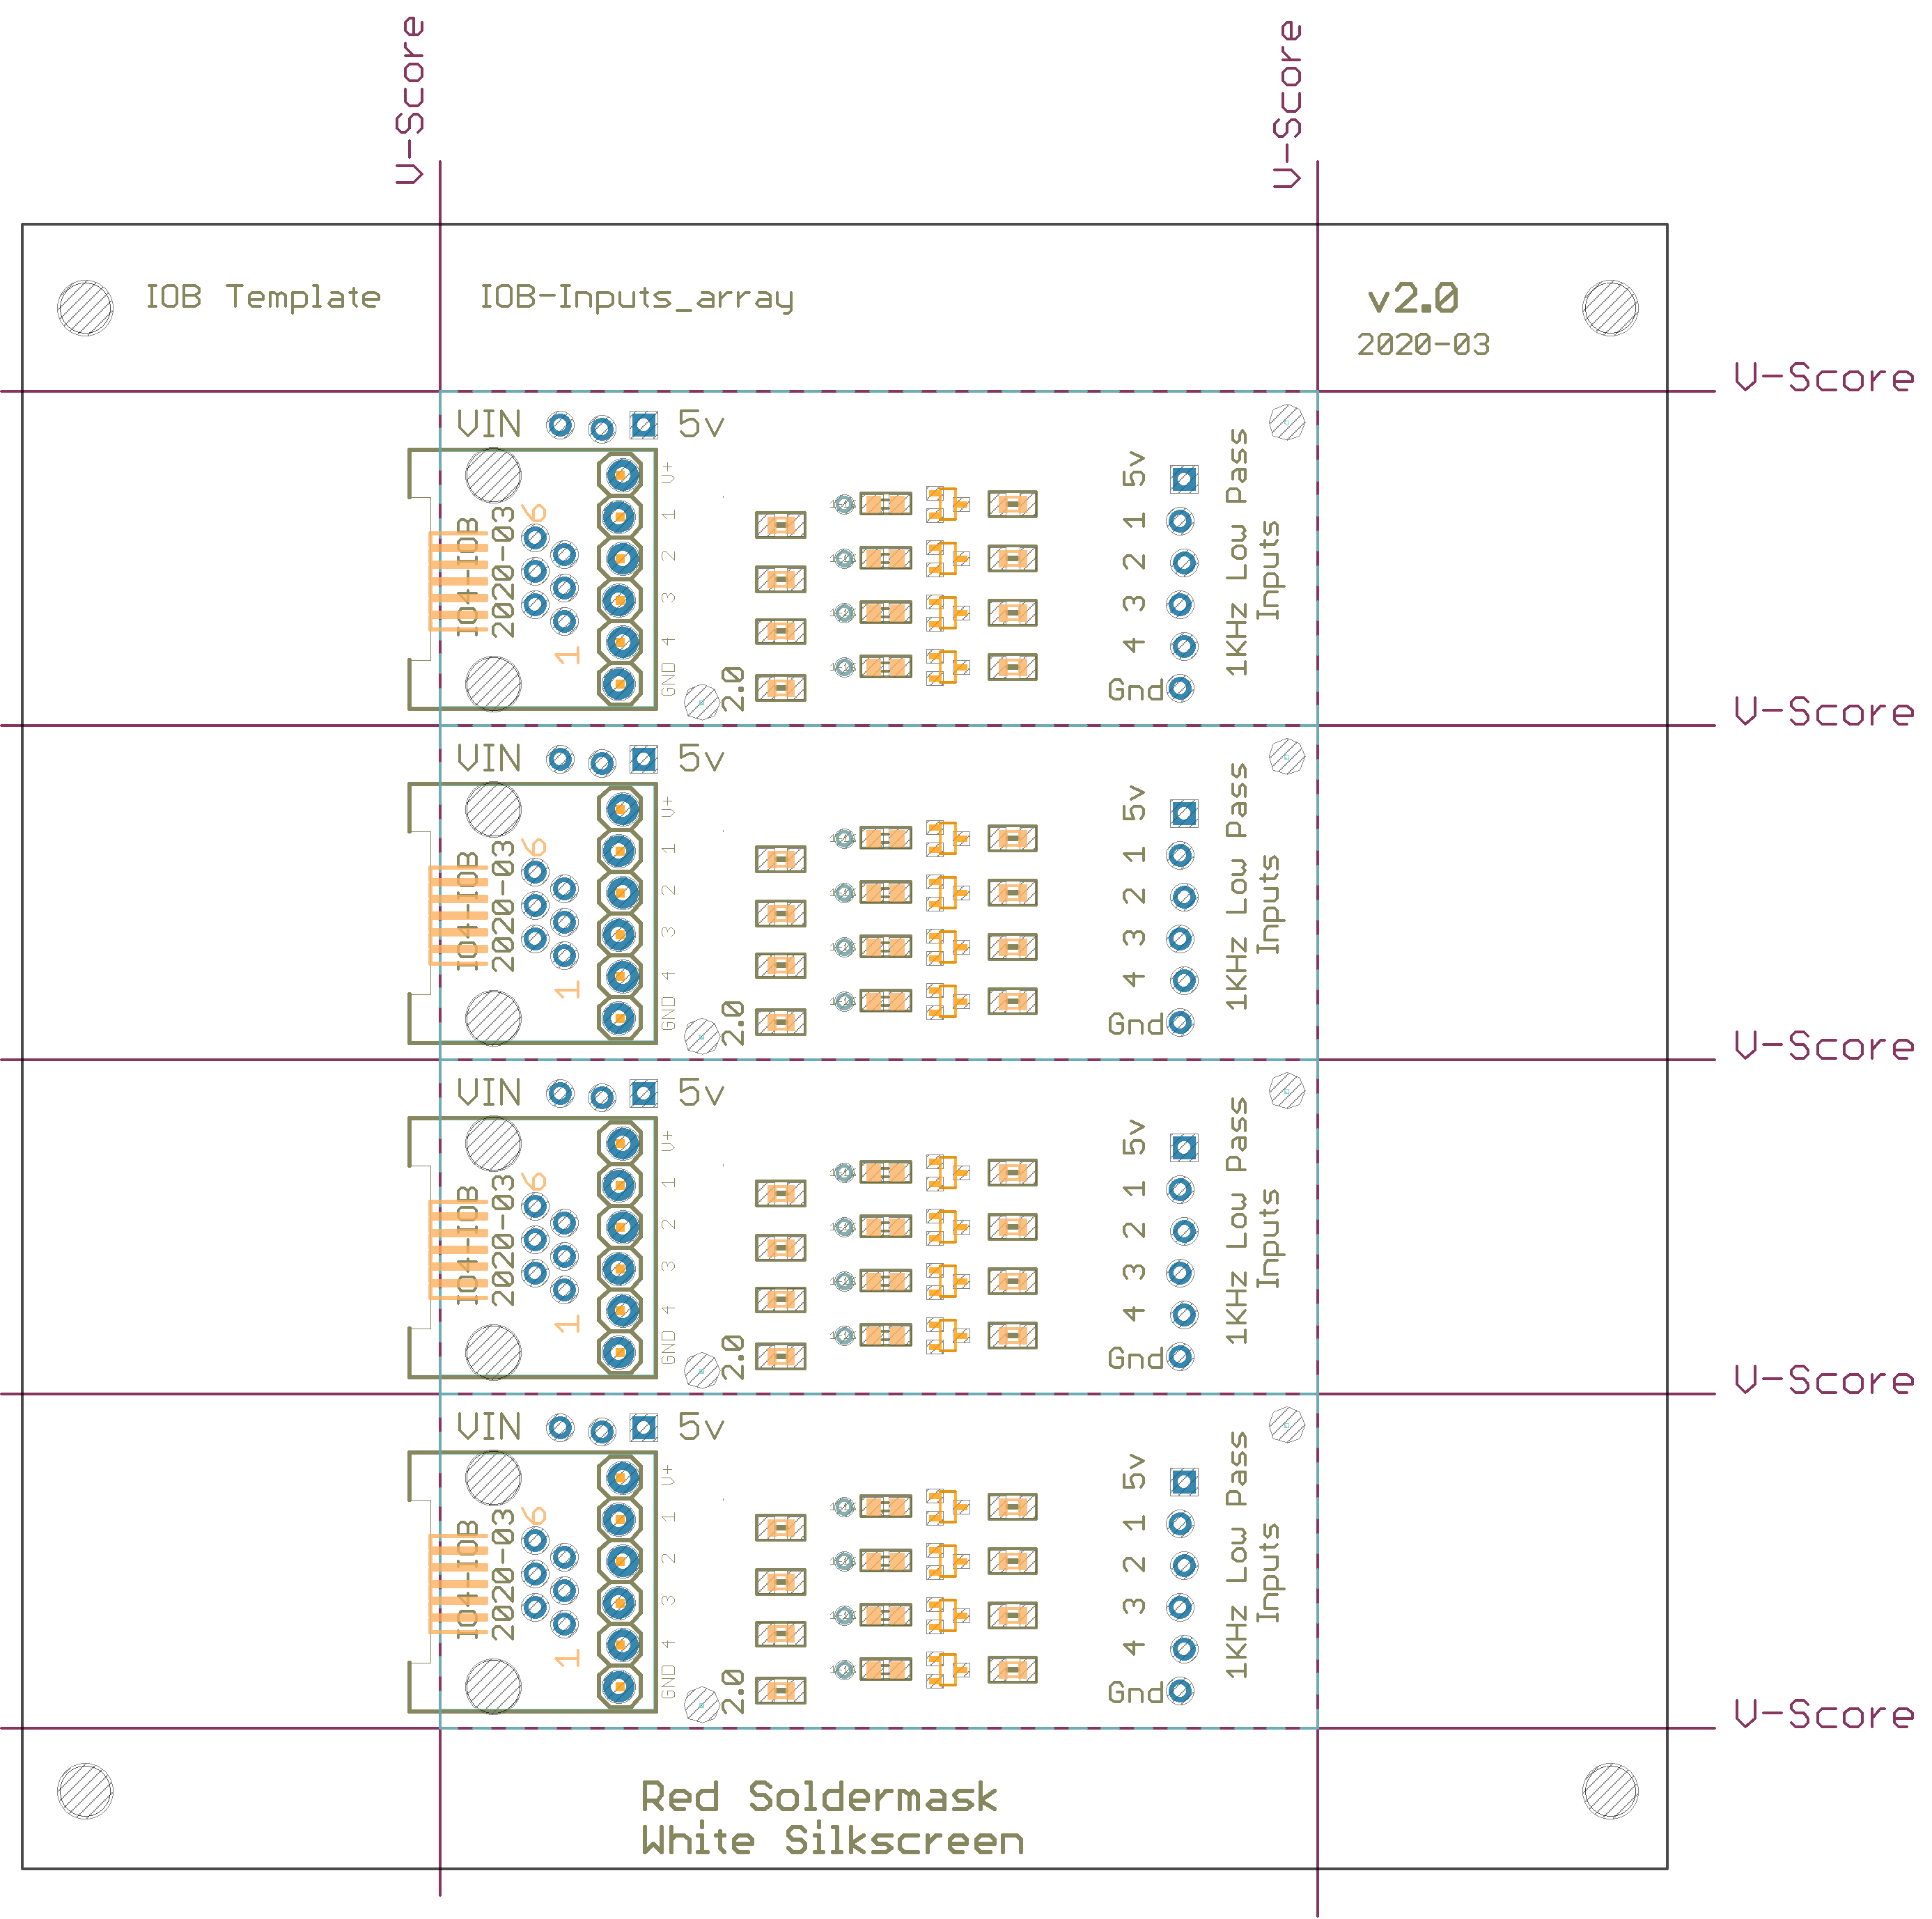 V-Score
V-Score
IOB Template
IOB-Inputs_array
v2.0
2020-03
V-Score
VIN
5v
V+
1
2
3
4
GND
6
1
IO4-IOB
2020-03
2.0
5v
1
2
3
4
Gnd
1KHz Low Pass
Inputs
V-Score
VIN
5v
V+
1
2
3
4
GND
6
1
IO4-IOB
2020-03
2.0
5v
1
2
3
4
Gnd
1KHz Low Pass
Inputs
V-Score
VIN
5v
V+
1
2
3
4
GND
6
1
IO4-IOB
2020-03
2.0
5v
1
2
3
4
Gnd
1KHz Low Pass
Inputs
V-Score
VIN
5v
V+
1
2
3
4
GND
6
1
IO4-IOB
2020-03
2.0
5v
1
2
3
4
Gnd
1KHz Low Pass
Inputs
V-Score
Red Soldermask
White Silkscreen